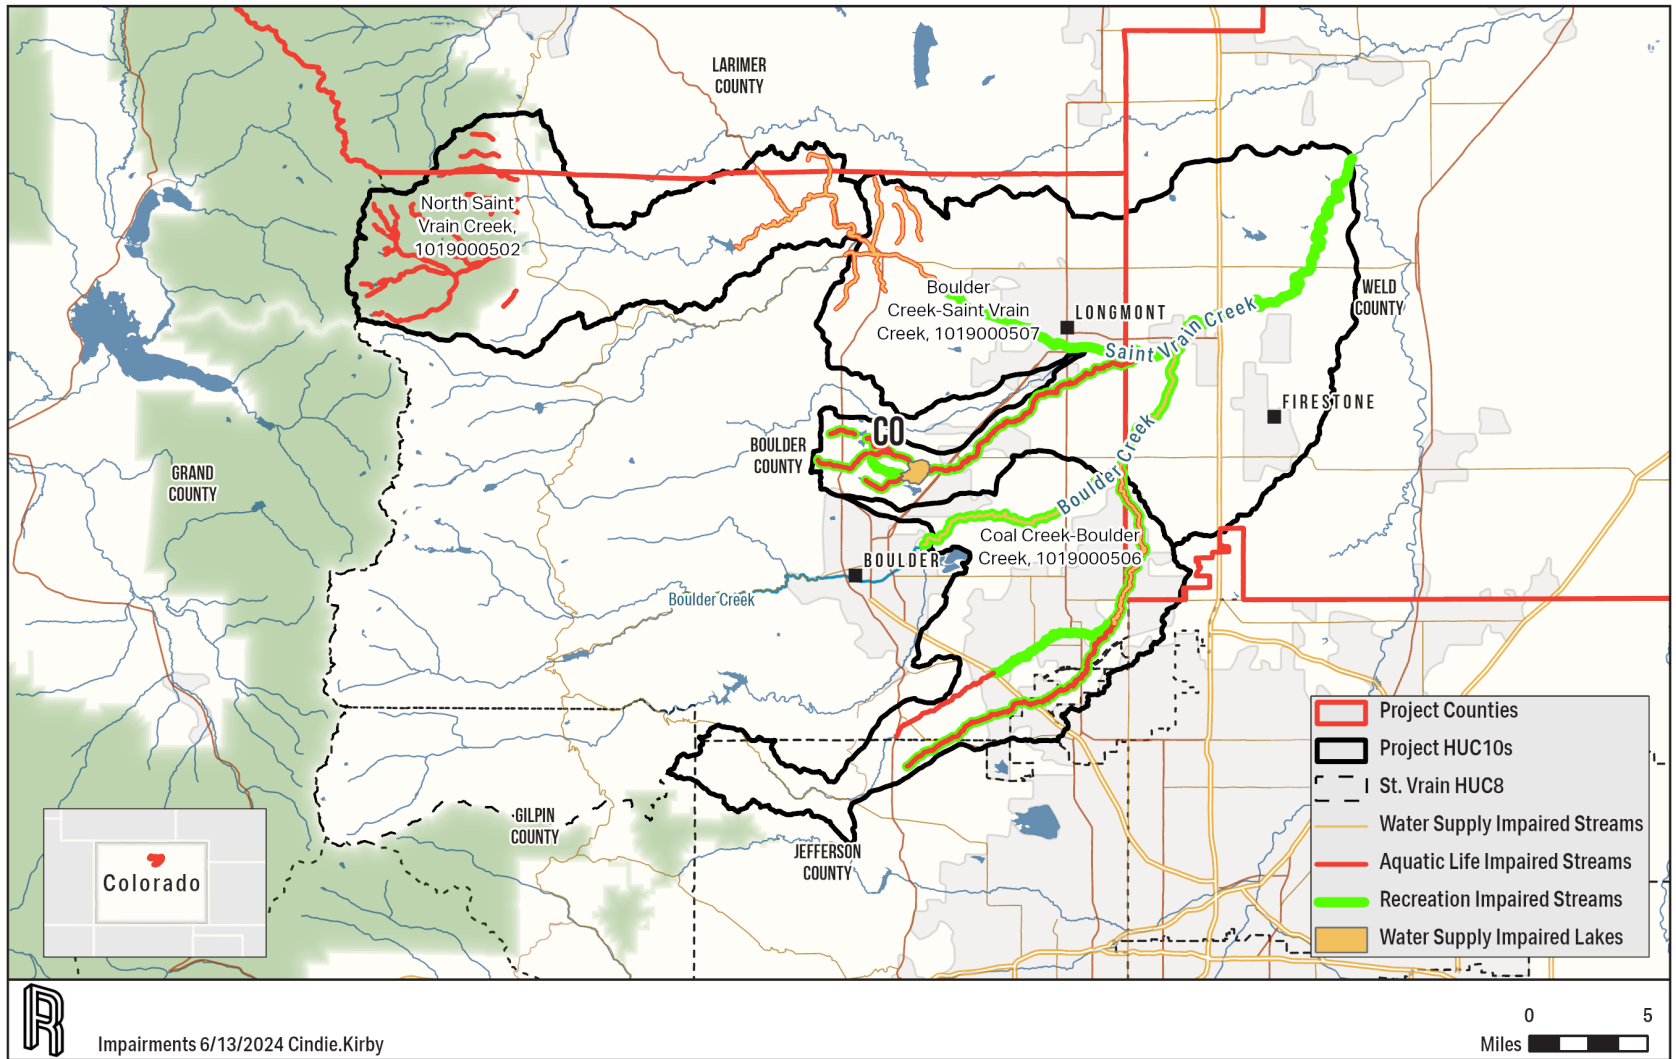 LARIMER
COUNTY
North Saint
Vrain Creek,
1019000502
Boulder
Creek-Saint Vrain
Creek, 1019000507
LONGMONT
WELD
COUNTY
Saint Vrain Creek
FIRESTONE
CO
BOULDER
COUNTY
GRAND
COUNTY
Boulder Creek
Coal Creek-Boulder
Creek, 1019000506
BOULDER
Boulder Creek
GILPIN
COUNTY
JEFFERSON
COUNTY
Colorado
Project Counties
Project HUC10s
St. Vrain HUC8
Water Supply Impaired Streams
Aquatic Life Impaired Streams
Recreation Impaired Streams
Water Supply Impaired Lakes
R
Impairments 6/13/2024 Cindie.Kirby
0 5
Miles